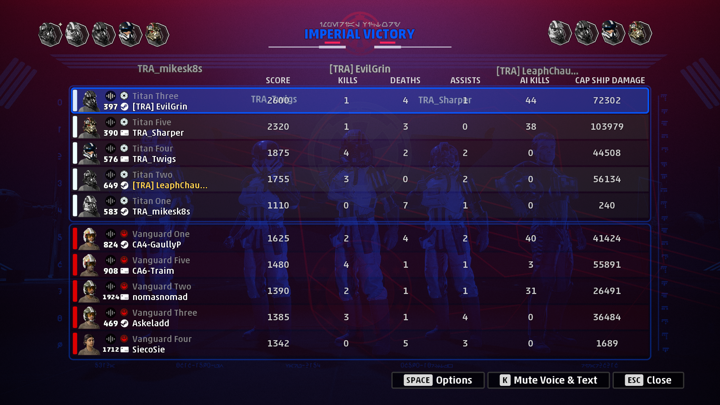 IMPERIAL VICTORY
TRA_mikesk8s
[TRA] EvilGrin
[TRA] LeaphChau...
SCORE KILLS DEATHS ASSISTS AI KILLS CAP SHIP DAMAGE
TRA_Twigs
TRA_Sharper
Titan Three
397 [TRA] EvilGrin 2600 1 4 1 44 72302
Titan Five
390 TRA_Sharper 2320 1 3 0 38 103979
Titan Four
576 TRA_Twigs 1875 4 2 2 0 44508
Titan Two
649 [TRA] LeaphChau... 1755 3 0 2 0 56134
Titan One
583 TRA_mikesk8s 1110 0 7 1 0 240
Vanguard One
824 CA4-GaullyP 1625 2 4 2 40 41424
Vanguard Five
908 CA6-Traim 1480 4 1 1 3 55891
Vanguard Two
1924 nomasnomad 1390 2 1 1 31 26491
Vanguard Three
469 Askeladd 1385 3 1 4 0 36484
Vanguard Four
1712 SiecoSie 1342 0 5 3 0 1689
SPACE Options
K Mute Voice & Text
ESC Close